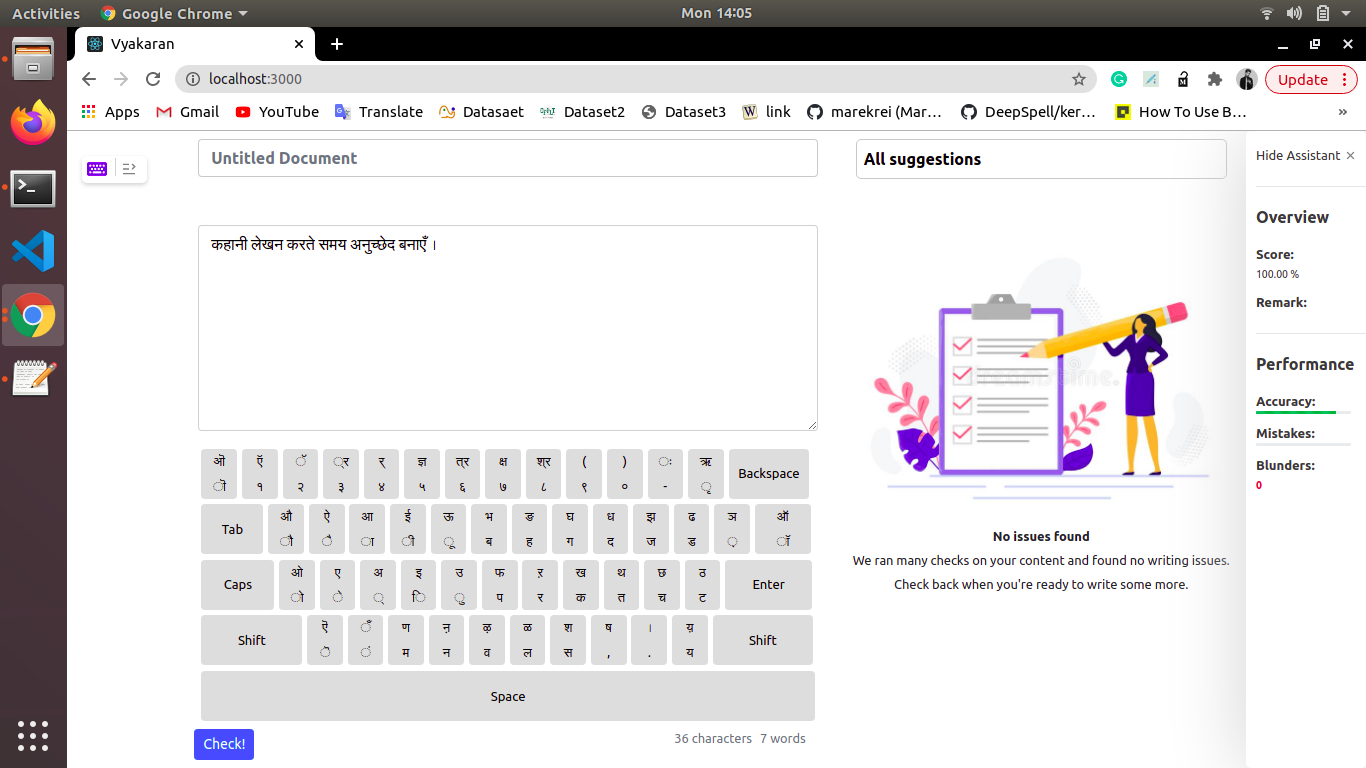 Activities Google Chrome Mon 14:05
Vyakaran
localhost:3000 Update
Apps Gmail YouTube Translate Datasaet Dataset2 Dataset3 link marekrei (Mar... DeepSpell/ker... How To Use B... »
Untitled Document
All suggestions
Hide Assistant ×
कहानी लेखन करते समय अनुच्छेद बनाएँ ।
Overview
Score:
100.00 %
Remark:
Performance
Accuracy:
Mistakes:
Blunders:
0
No issues found
We ran many checks on your content and found no writing issues.
Check back when you're ready to write some more.
ऒ ऍ ॅ ्र र् ज्ञ त्र क्ष श्र ( ) ः ऋ Backspace
ॊ १ २ ३ ४ ५ ६ ७ ८ ९ ० - ृ
Tab औ ऐ आ ई ऊ भ ङ घ ध झ ढ ञ ऑ
ौ ै ा ी ू ब ह ग द ज ड ़ ॉ
Caps ओ ए अ इ उ फ ऱ ख थ छ ठ Enter
ो े ् ि ु प र क त च ट
Shift ऎ ँ ण ऩ ऴ ळ श ष । य़ Shift
ॆ ं म न व ल स , . य
Space
Check! 36 characters 7 words